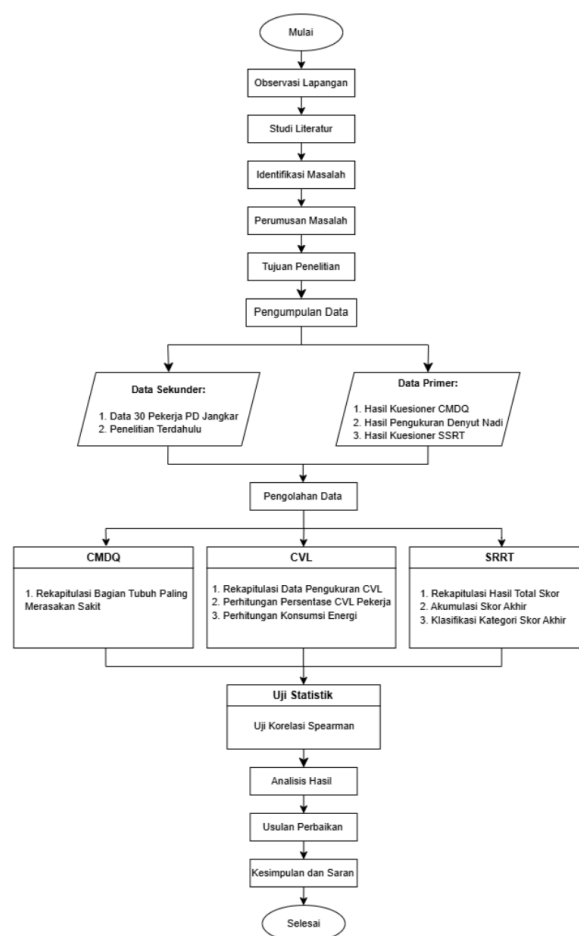 Mulai
Observasi Lapangan
Studi Literatur
Identifikasi Masalah
Perumusan Masalah
Tujuan Penelitian
Pengumpulan Data
Data Sekunder:
1. Data 30 Pekerja PD Jangkar
2. Penelitian Terdahulu
Data Primer:
1. Hasil Kuesioner CMDQ
2. Hasil Pengukuran Denyut Nadi
3. Hasil Kuesioner SSRT
Pengolahan Data
CMDQ
1. Rekapitulasi Bagian Tubuh Paling
Merasakan Sakit
CVL
1. Rekapitulasi Data Pengukuran CVL
2. Perhitungan Persentase CVL Pekerja
3. Perhitungan Konsumsi Energi
SRRT
1. Rekapitulasi Hasil Total Skor
2. Akumulasi Skor Akhir
3. Klasifikasi Kategori Skor Akhir
Uji Statistik
Uji Korelasi Spearman
Analisis Hasil
Usulan Perbaikan
Kesimpulan dan Saran
Selesai